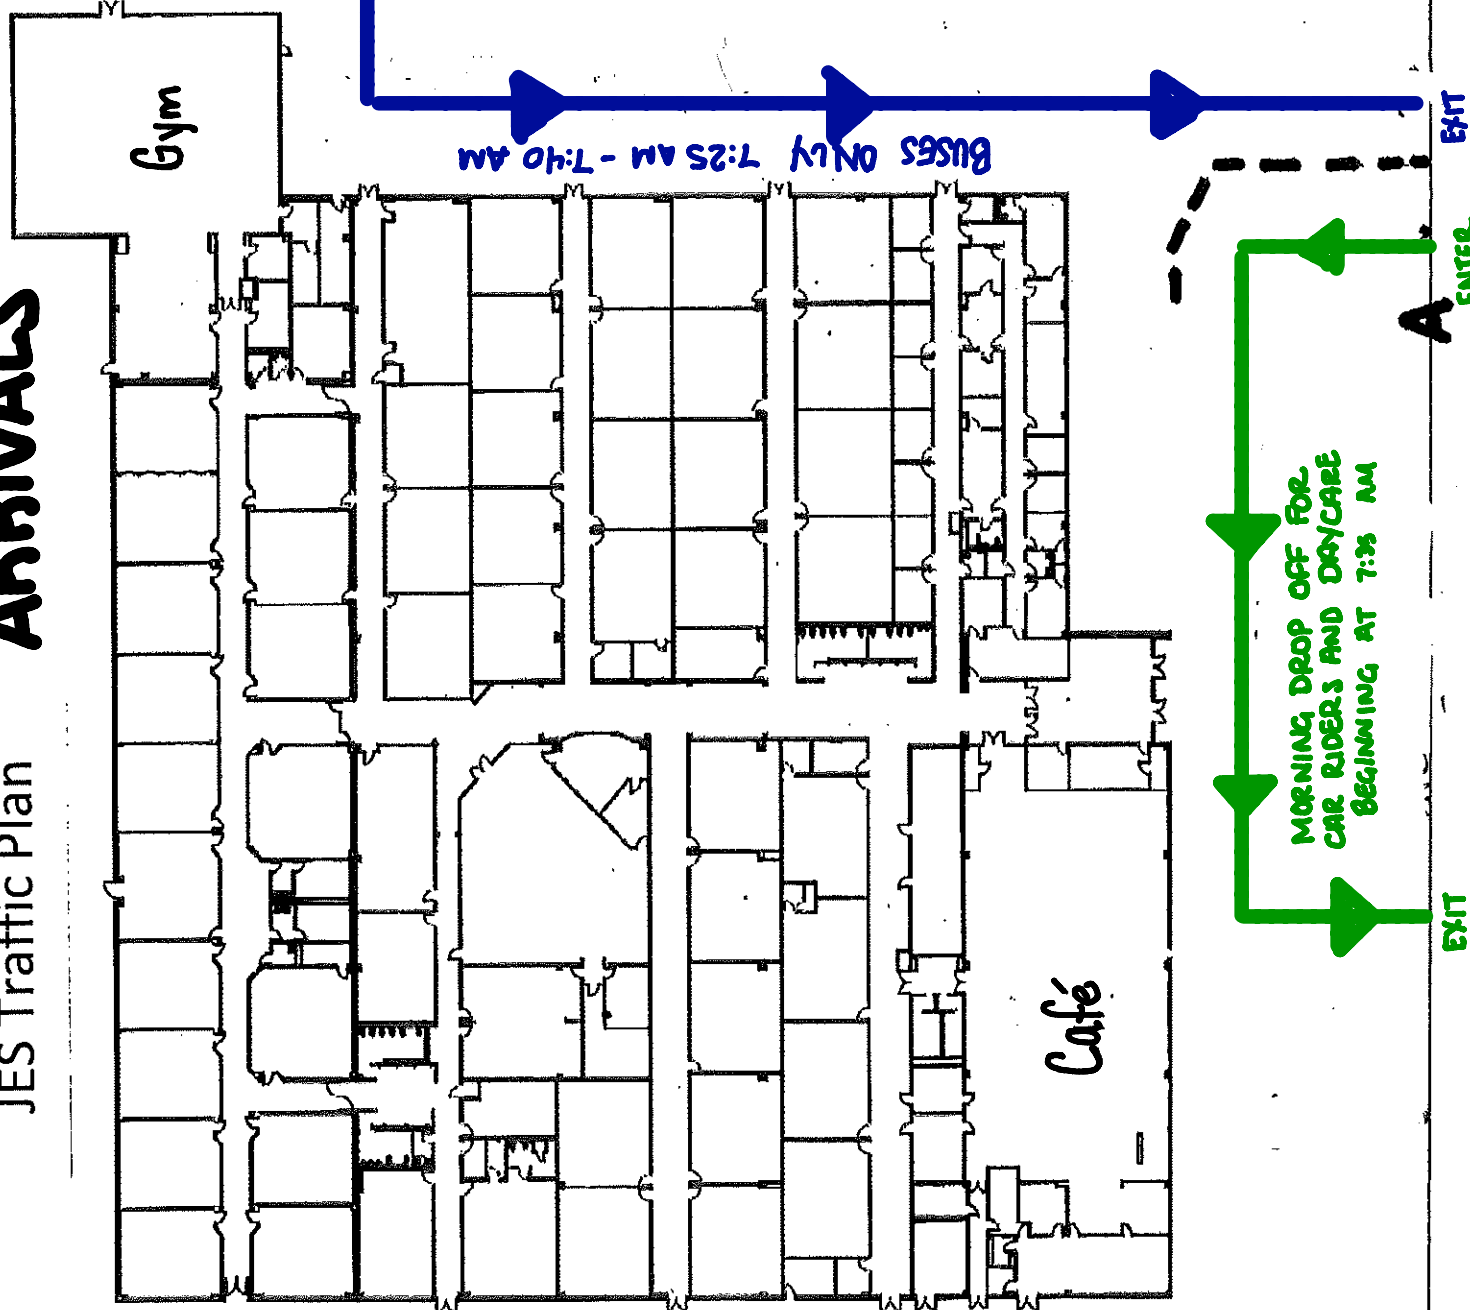 JES Traffic Plan
ARRIVALS
Gym
BUSES ONLY 7:25 AM - 7:40 AM
EXIT
ENTER
A
MORNING DROP OFF FOR
CAR RIDERS AND DAYCARE
BEGINNING AT 7:35 AM
EXIT
Café